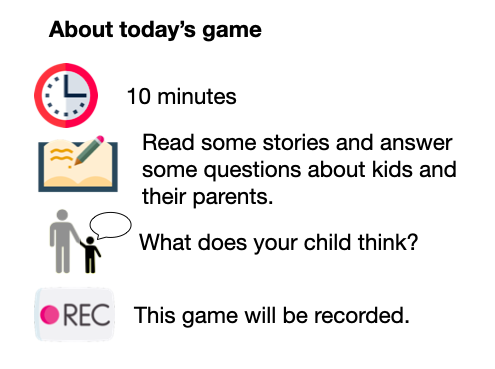 About today's game
10 minutes
Read some stories and answer
some questions about kids and
their parents.
What does your child think?
REC
This game will be recorded.